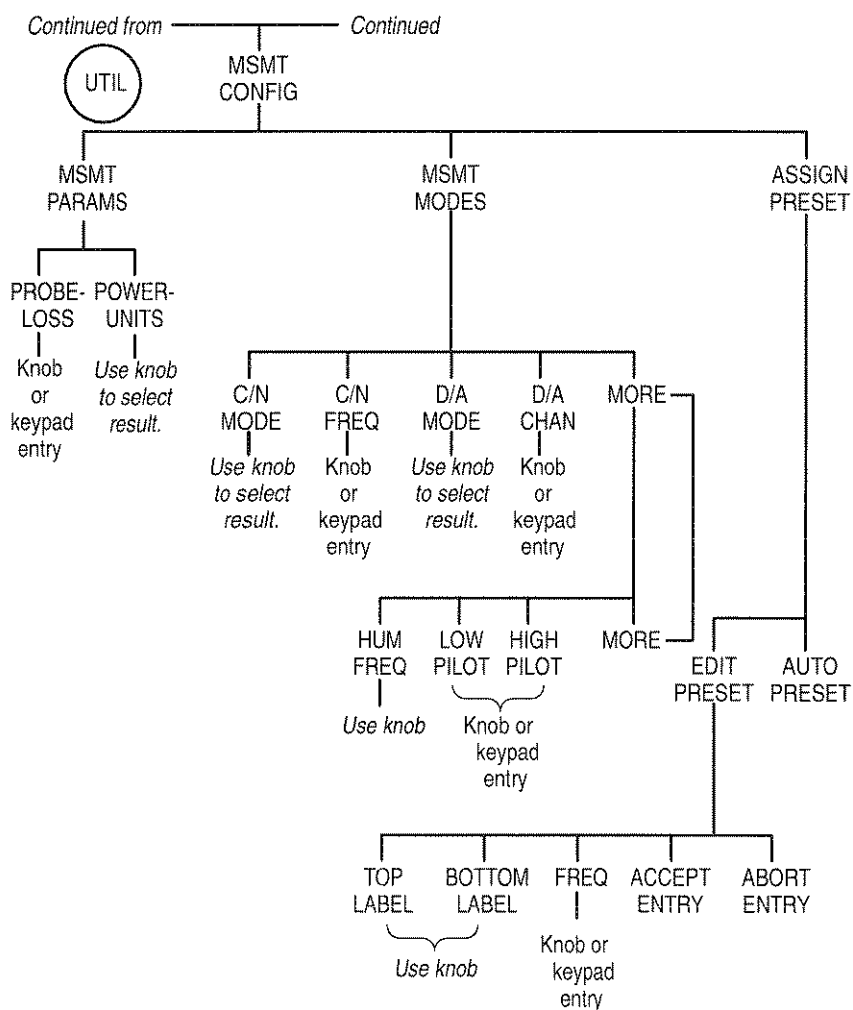 Continued from
Continued
UTIL
MSMT
CONFIG
MSMT
PARAMS
MSMT
MODES
ASSIGN
PRESET
PROBE-
LOSS
POWER-
UNITS
Knob
or
keypad
entry
Use knob
to select
result.
C/N
MODE
C/N
FREQ
D/A
MODE
D/A
CHAN
MORE
Use knob
to select
result.
Knob
or
keypad
entry
Use knob
to select
result.
Knob
or
keypad
entry
HUM
FREQ
LOW
PILOT
HIGH
PILOT
MORE
EDIT
PRESET
AUTO
PRESET
Use knob
Knob or
keypad
entry
TOP
LABEL
BOTTOM
LABEL
FREQ
ACCEPT
ENTRY
ABORT
ENTRY
Use knob
Knob or
keypad
entry